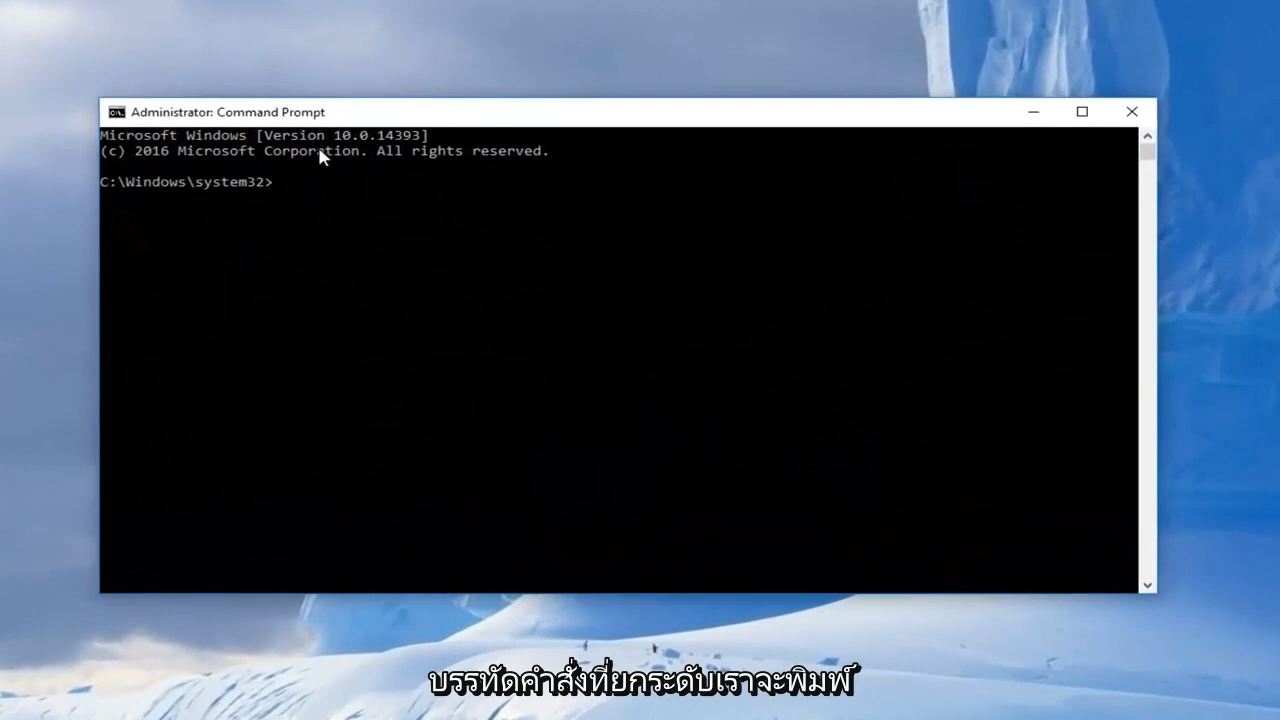 Administrator: Command Prompt
Microsoft Windows [Version 10.0.14393]
(c) 2016 Microsoft Corporation. All rights reserved.
C:\Windows\system32>
บรรทัดคำสั่งที่ยกระดับเราจะพิมพ์